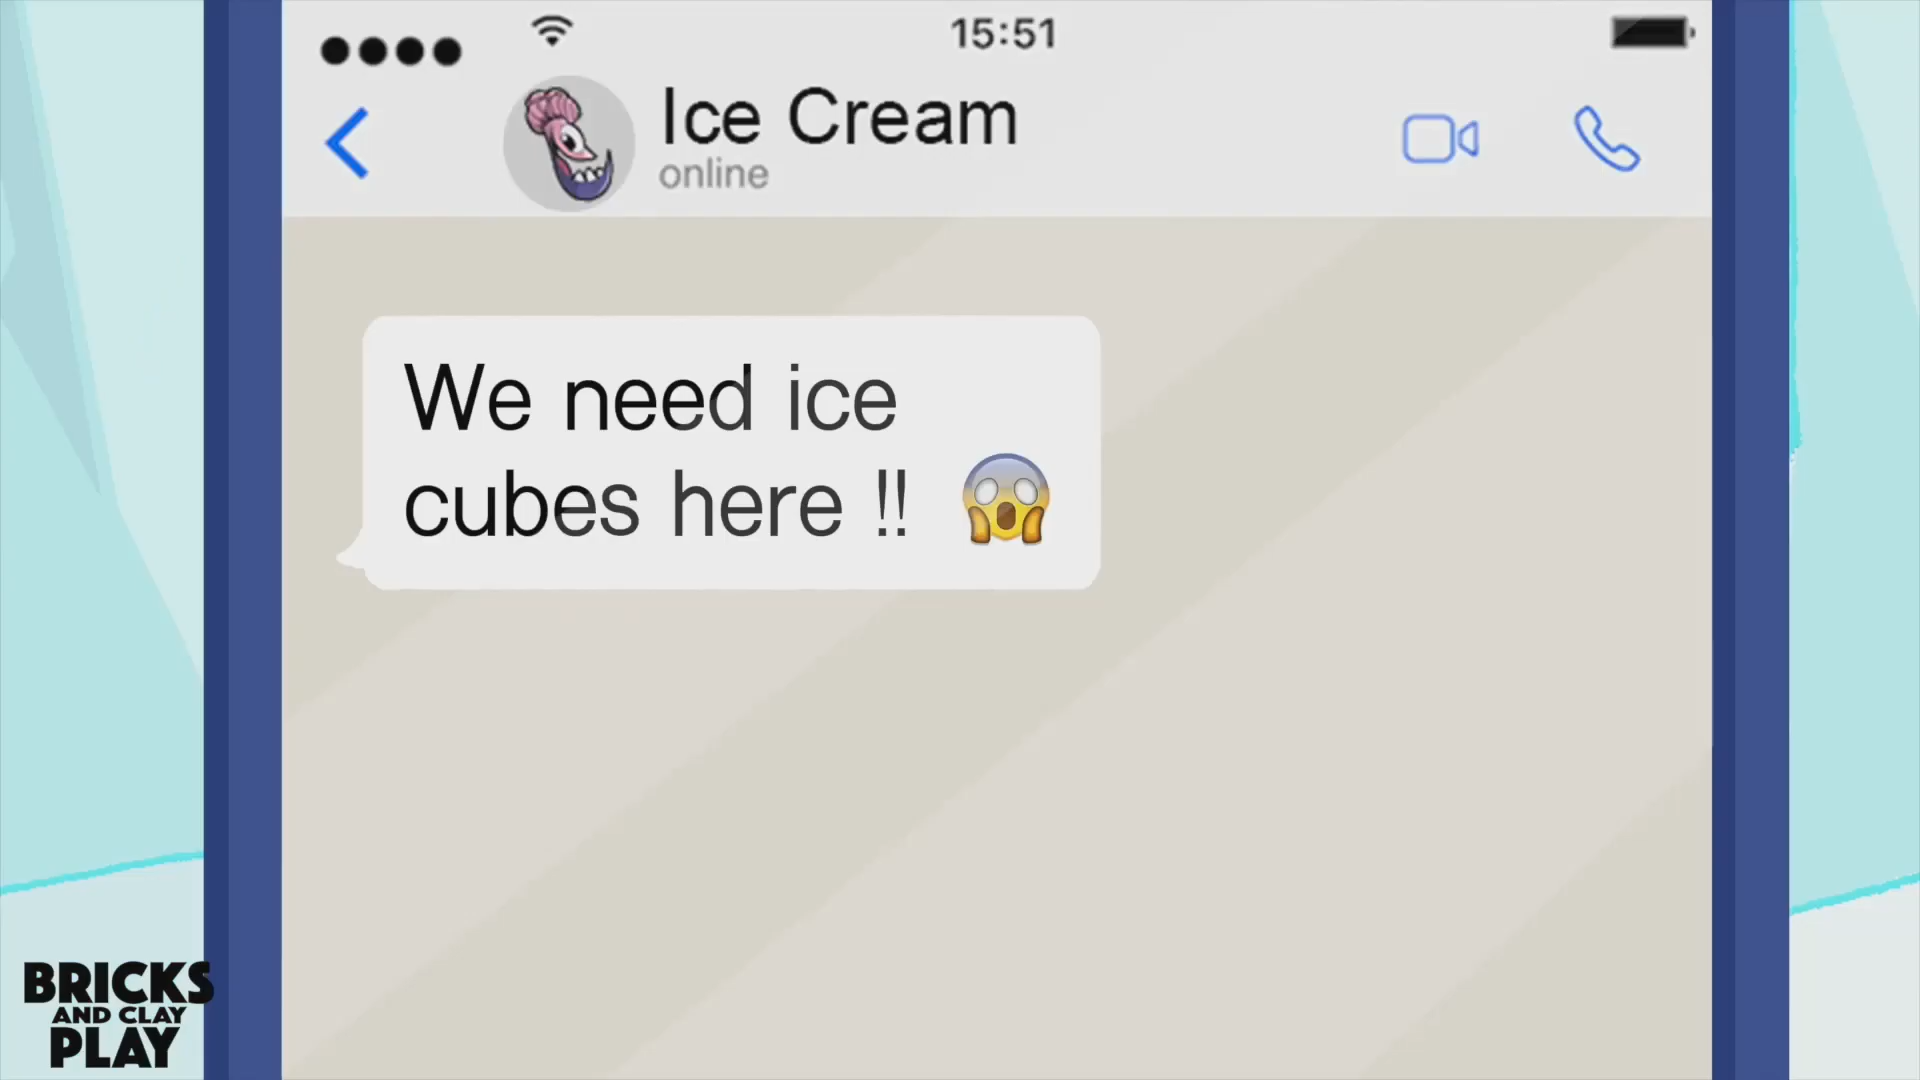 15:51
Ice Cream
online
We need ice
cubes here !! 😱
BRICKS
AND CLAY
PLAY